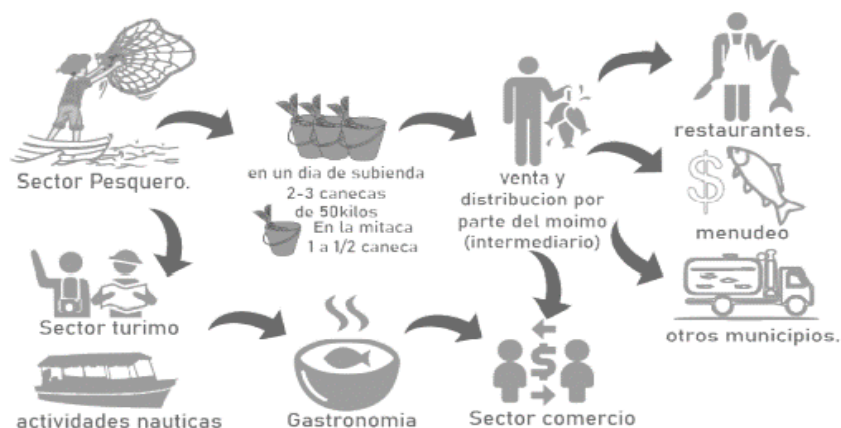 Sector Pesquero.
en un dia de subienda
2-3 canecas
de 50kilos
En la mitaca
1 a 1/2 caneca
venta y
distribucion por
parte del moimo
(intermediario)
restaurantes.
menudeo
otros municipios.
Sector turimo
actividades nauticas
Gastronomia
Sector comercio